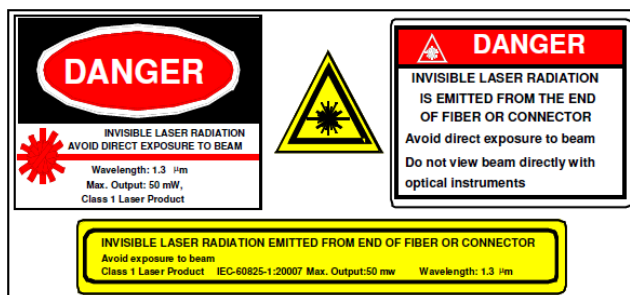 DANGER
INVISIBLE LASER RADIATION
AVOID DIRECT EXPOSURE TO BEAM
Wavelength: 1.3 μm
Max. Output: 50 mW,
Class 1 Laser Product
DANGER
INVISIBLE LASER RADIATION
IS EMITTED FROM THE END
OF FIBER OR CONNECTOR
Avoid direct exposure to beam
Do not view beam directly with
optical instruments
INVISIBLE LASER RADIATION EMITTED FROM END OF FIBER OR CONNECTOR
Avoid exposure to beam
Class 1 Laser Product IEC-60825-1:20007 Max. Output:50 mw Wavelength: 1.3 μm